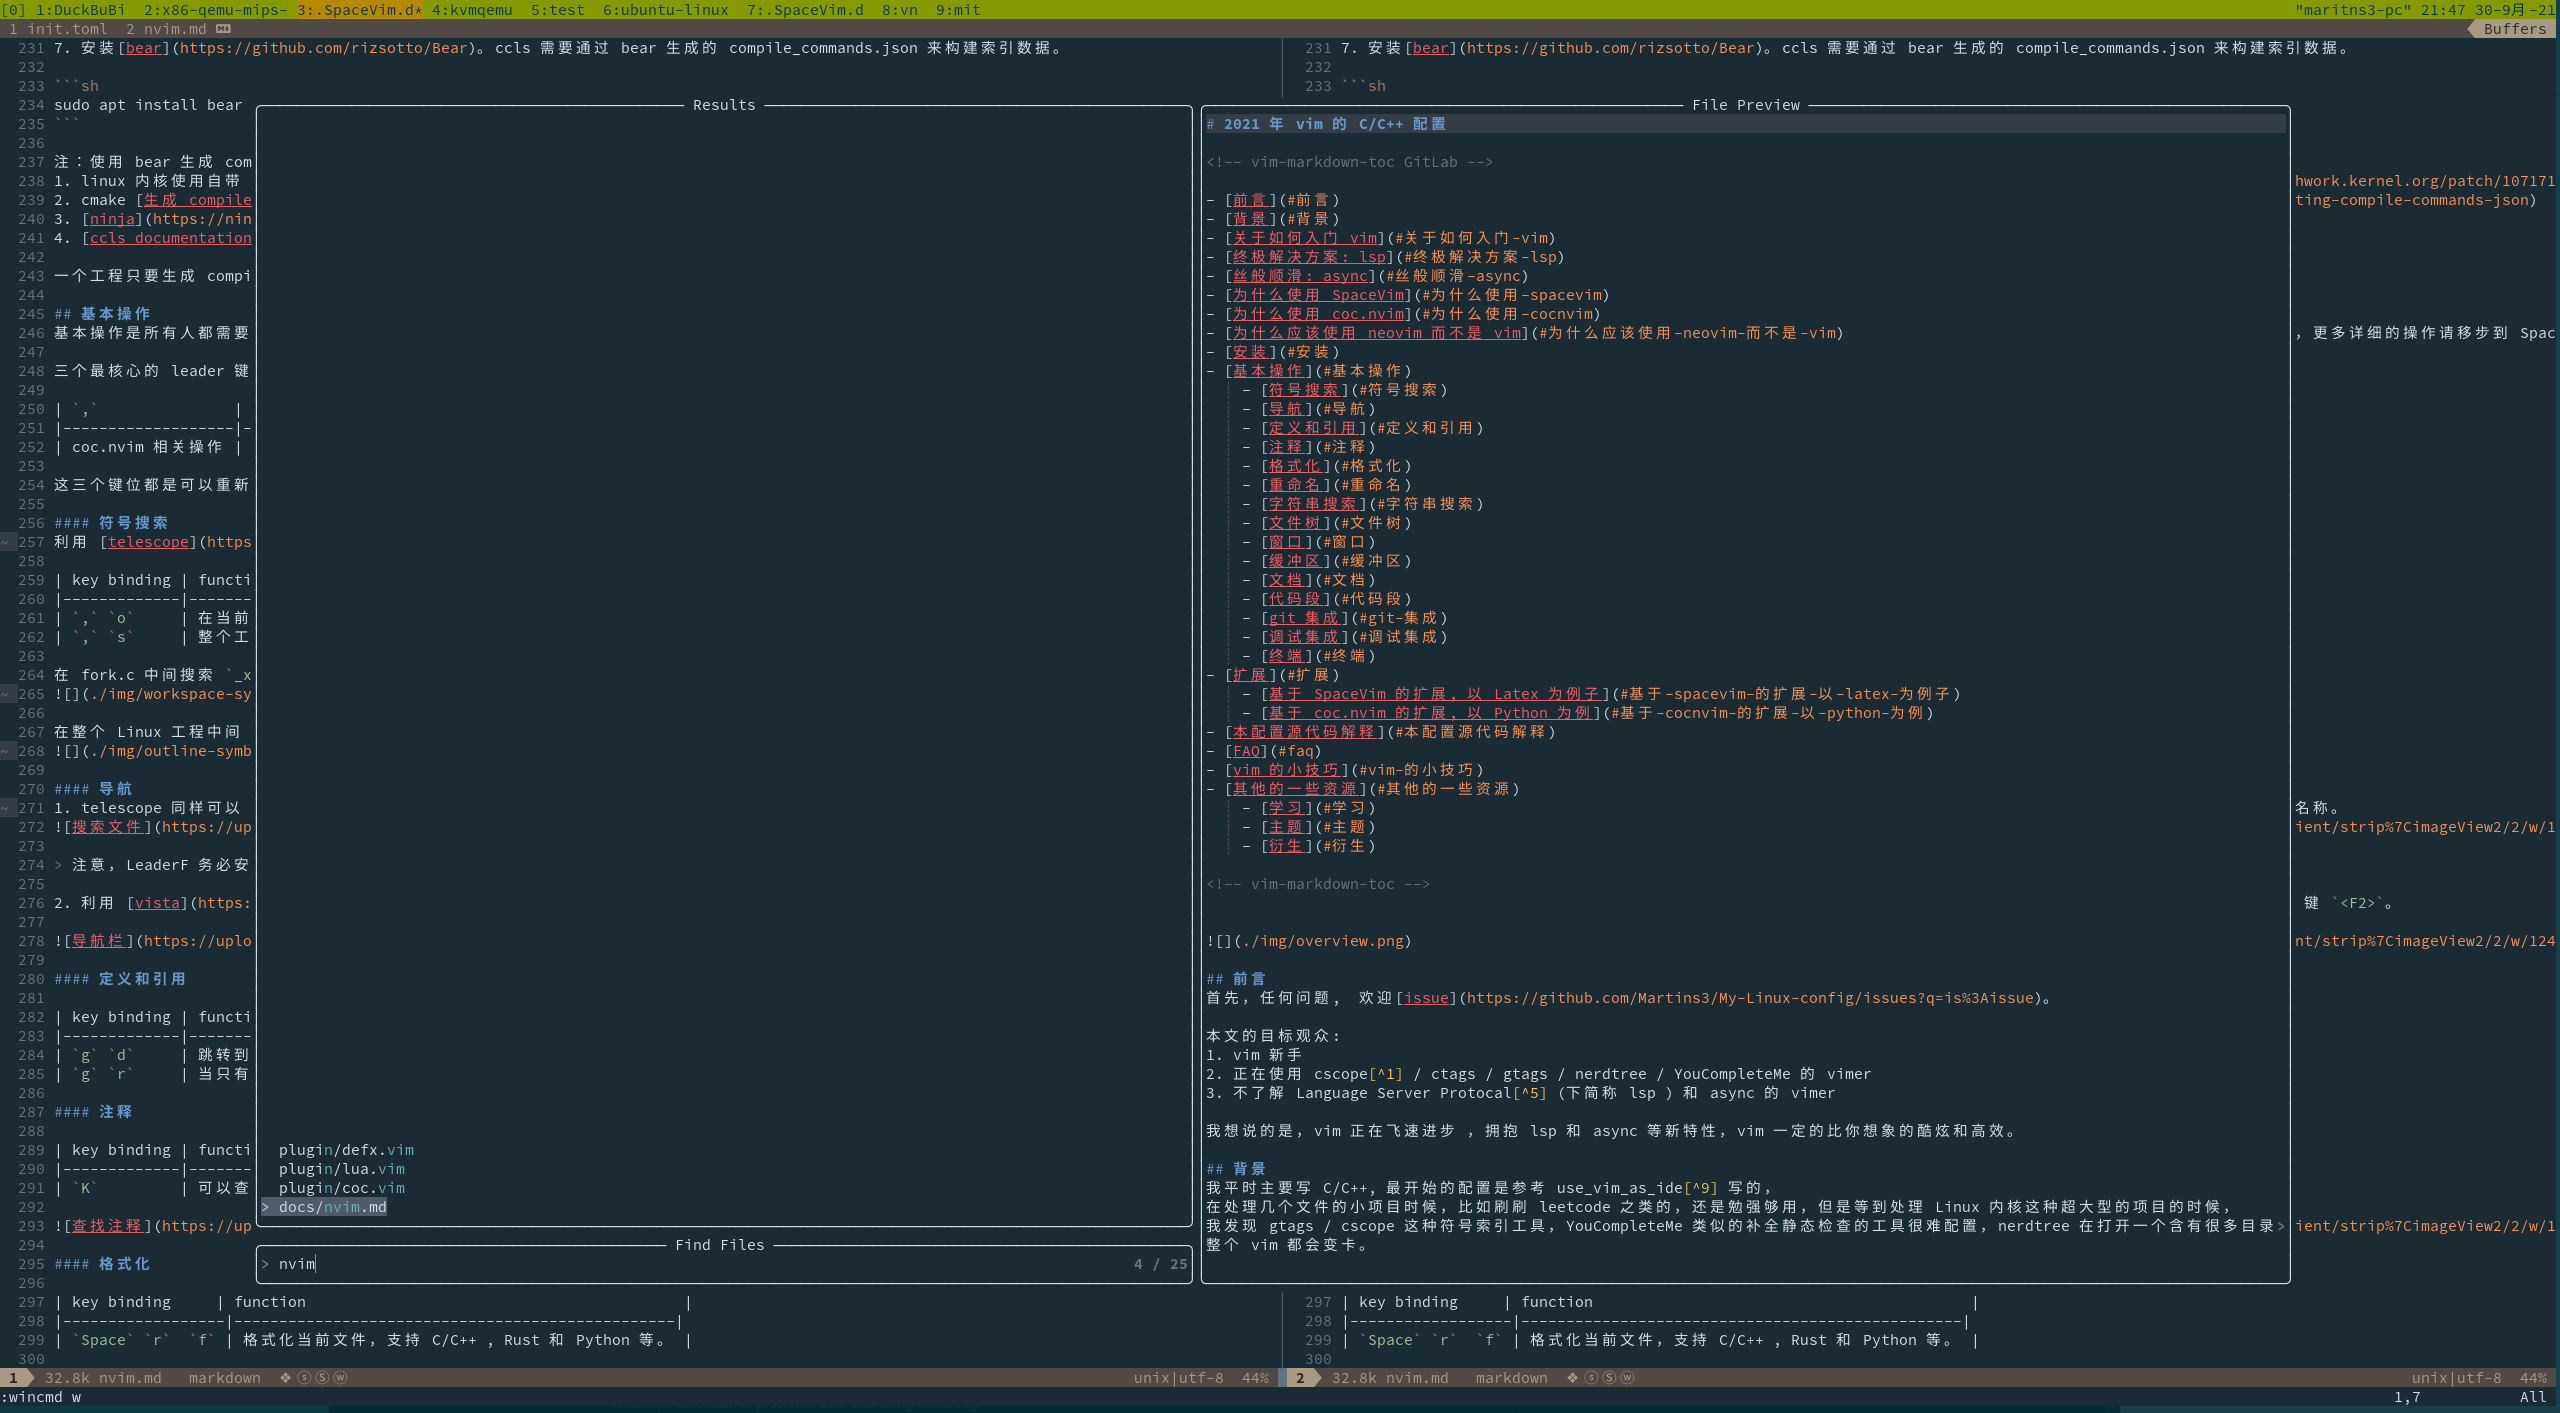 [0] 1:DuckBuBi  2:x86-qemu-mips- 3:.SpaceVim.d* 4:kvmqemu  5:test  6:ubuntu-linux  7:.SpaceVim.d  8:vn  9:mit
"maritns3-pc" 21:47 30-9月-21
1 init.toml  2 nvim.md
Buffers
231 7. 安装[bear](https://github.com/rizsotto/Bear)。ccls 需要通过 bear 生成的 compile_commands.json 来构建索引数据。
232
233 ```sh
234 sudo apt install bear
235 ```
236
237 注：使用 bear 生成 com
238 1. linux 内核使用自带
239 2. cmake [生成 compile
240 3. [ninja](https://nin
241 4. [ccls documentation
242
243 一个工程只要生成 compi
244
245 ## 基本操作
246 基本操作是所有人都需要
247
248 三个最核心的 leader 键
249
250 | `,`               |
251 |-------------------|-
252 | coc.nvim 相关操作 |
253
254 这三个键位都是可以重新
255
256 #### 符号搜索
~ 257 利用 [telescope](https
258
259 | key binding | functi
260 |-------------|-------
261 | `,` `o`     | 在当前
262 | `,` `s`     | 整个工
263
264 在 fork.c 中间搜索 `_x
~ 265 ![](./img/workspace-sy
266
267 在整个 Linux 工程中间
~ 268 ![](./img/outline-symb
269
270 #### 导航
~ 271 1. telescope 同样可以
272 ![搜索文件](https://up
273
274 > 注意, LeaderF 务必安
275
276 2. 利用 [vista](https:
277
278 ![导航栏](https://uplo
279
280 #### 定义和引用
281
282 | key binding | functi
283 |-------------|-------
284 | `g` `d`     | 跳转到
285 | `g` `r`     | 当只有
286
287 #### 注释
288
289 | key binding | functi
290 |-------------|-------
291 | `K`         | 可以查
292
293 ![查找注释](https://up
294
295 #### 格式化
296
297 | key binding     | function                                         |
298 |------------------|-------------------------------------------------|
299 | `Space` `r`  `f` | 格式化当前文件, 支持 C/C++ , Rust 和 Python 等。 |
300
Results
plugin/defx.vim
plugin/lua.vim
plugin/coc.vim
> docs/nvim.md
Find Files
> nvim
4 / 25
231 7. 安装[bear](https://github.com/rizsotto/Bear)。ccls 需要通过 bear 生成的 compile_commands.json 来构建索引数据。
232
233 ```sh
File Preview
# 2021 年 vim 的 C/C++ 配置
<!-- vim-markdown-toc GitLab -->
- [前言](#前言)
- [背景](#背景)
- [关于如何入门 vim](#关于如何入门-vim)
- [终极解决方案: lsp](#终极解决方案-lsp)
- [丝般顺滑: async](#丝般顺滑-async)
- [为什么使用 SpaceVim](#为什么使用-spacevim)
- [为什么使用 coc.nvim](#为什么使用-cocnvim)
- [为什么应该使用 neovim 而不是 vim](#为什么应该使用-neovim-而不是-vim)
- [安装](#安装)
- [基本操作](#基本操作)
- [符号搜索](#符号搜索)
- [导航](#导航)
- [定义和引用](#定义和引用)
- [注释](#注释)
- [格式化](#格式化)
- [重命名](#重命名)
- [字符串搜索](#字符串搜索)
- [文件树](#文件树)
- [窗口](#窗口)
- [缓冲区](#缓冲区)
- [文档](#文档)
- [代码段](#代码段)
- [git 集成](#git-集成)
- [调试集成](#调试集成)
- [终端](#终端)
- [扩展](#扩展)
- [基于 SpaceVim 的扩展, 以 Latex 为例子](#基于-spacevim-的扩展-以-latex-为例子)
- [基于 coc.nvim 的扩展, 以 Python 为例](#基于-cocnvim-的扩展-以-python-为例)
- [本配置源代码解释](#本配置源代码解释)
- [FAQ](#faq)
- [vim 的小技巧](#vim-的小技巧)
- [其他的一些资源](#其他的一些资源)
- [学习](#学习)
- [主题](#主题)
- [衍生](#衍生)
<!-- vim-markdown-toc -->
![](./img/overview.png)
## 前言
首先, 任何问题,  欢迎[issue](https://github.com/Martins3/My-Linux-config/issues?q=is%3Aissue)。
本文的目标观众:
1. vim 新手
2. 正在使用 cscope[^1] / ctags / gtags / nerdtree / YouCompleteMe 的 vimer
3. 不了解 Language Server Protocal[^5] (下简称 lsp ) 和 async 的 vimer
我想说的是, vim 正在飞速进步 , 拥抱 lsp 和 async 等新特性, vim 一定的比你想象的酷炫和高效。
## 背景
我平时主要写 C/C++, 最开始的配置是参考 use_vim_as_ide[^9] 写的,
在处理几个文件的小项目时候, 比如刷刷 leetcode 之类的, 还是勉强够用, 但是等到处理 Linux 内核这种超大型的项目的时候,
我发现 gtags / cscope 这种符号索引工具, YouCompleteMe 类似的补全静态检查的工具很难配置, nerdtree 在打开一个含有很多目录>
整个 vim 都会变卡。
hwork.kernel.org/patch/107171
ting-compile-commands-json)
, 更多详细的操作请移步到 Spac
名称。
ient/strip%7CimageView2/2/w/1
键 `<F2>`。
nt/strip%7CimageView2/2/w/124
ient/strip%7CimageView2/2/w/1
297 | key binding     | function                                         |
298 |------------------|-------------------------------------------------|
299 | `Space` `r`  `f` | 格式化当前文件, 支持 C/C++ , Rust 和 Python 等。 |
300
1  32.8k nvim.md   markdown  ❖ ⓢ Ⓢ ⓦ
unix|utf-8  44%
2  32.8k nvim.md   markdown  ❖ ⓢ Ⓢ ⓦ
unix|utf-8  44%
:wincmd w
1,7
All